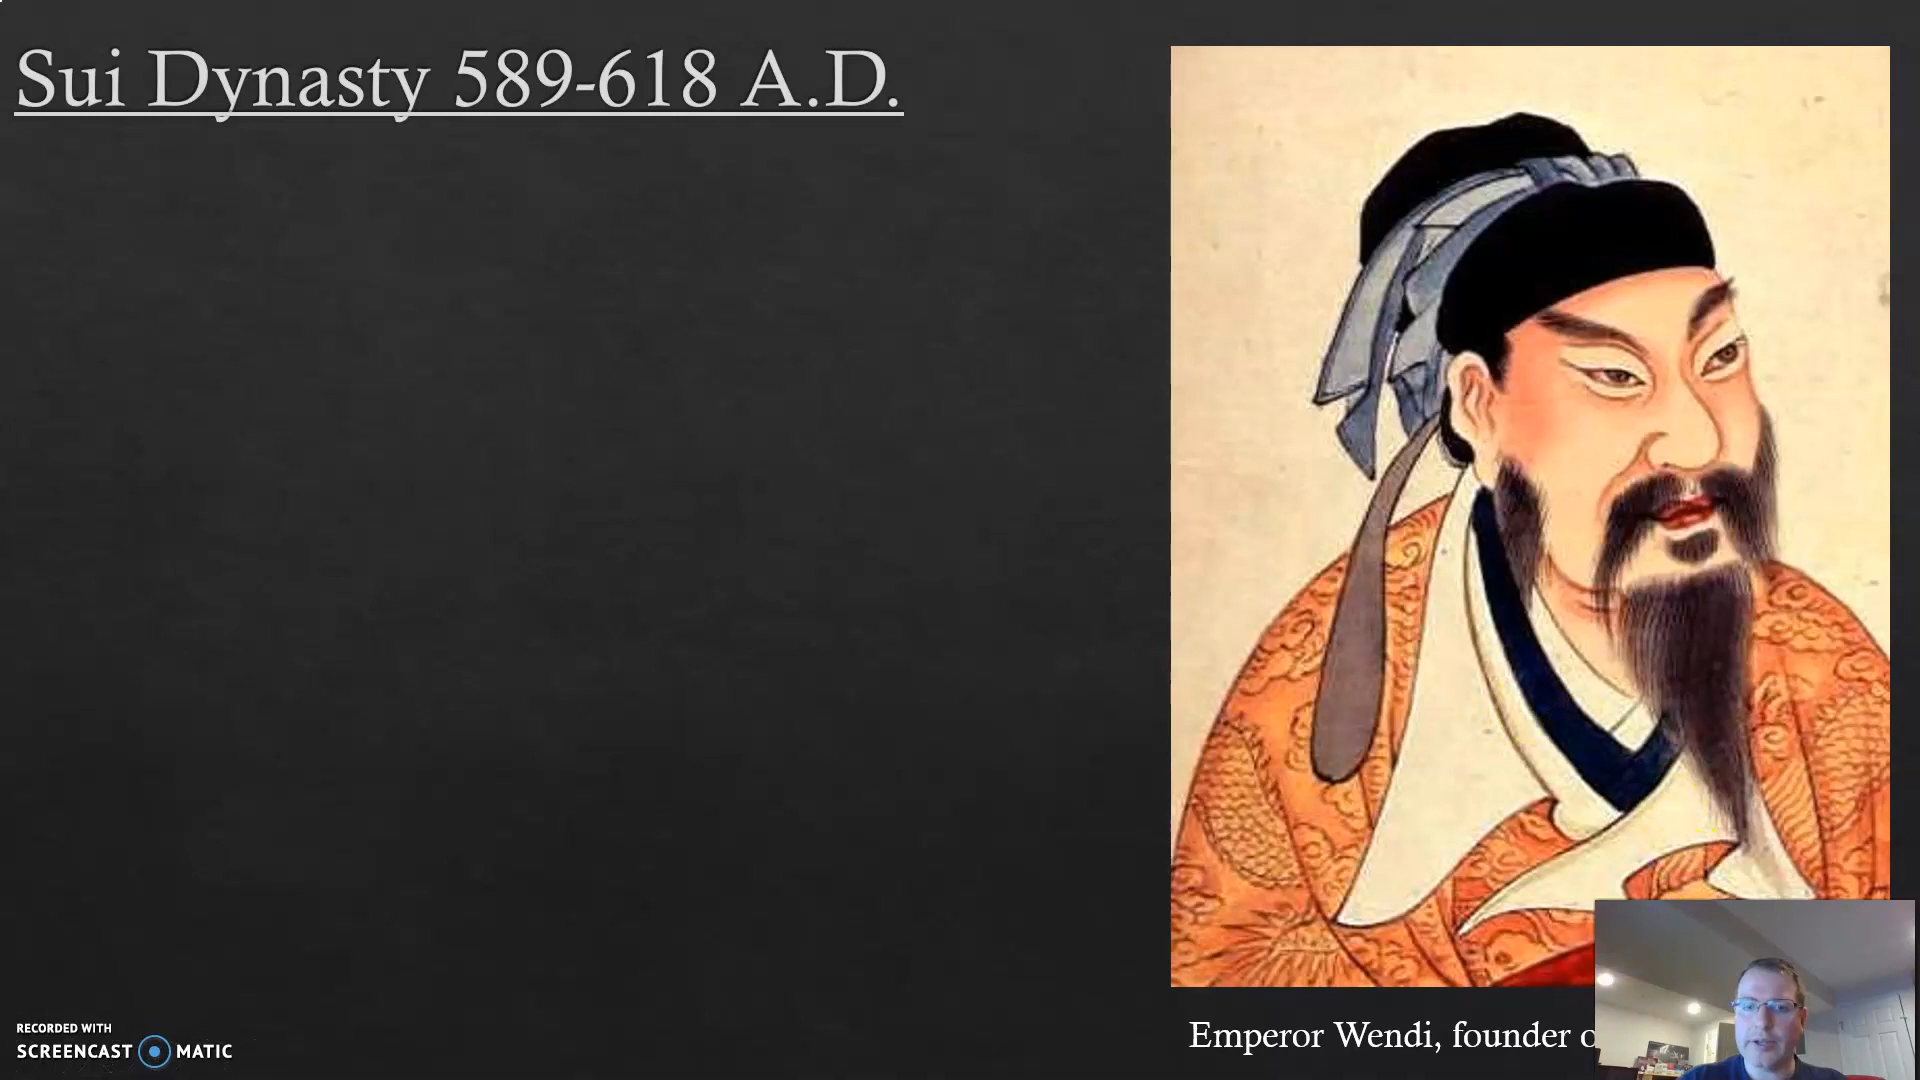 Sui Dynasty 589-618 A.D.
Emperor Wendi, founder
RECORDED WITH
SCREENCAST MATIC